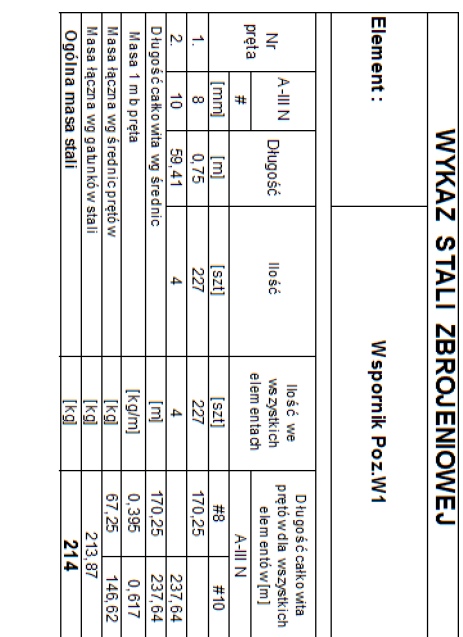 WYKAZ STALI ZBROJENIOWEJ
Element: Wspornik Poz.W1
Nr pręta A-III N # Długość Ilość Ilość we wszystkich elementach Długość całkowita prętów dla wszystkich elementów [m]
A-III N
[mm] [m] [szt] [szt] #8 #10
1. 8 0,75 227 227 170,25
2. 10 59,41 4 4 237,64
Długość całkowita wg średnic [m] 170,25 237,64
Masa 1 mb pręta [kg/m] 0,395 0,617
Masa łączna wg średnic prętów [kg] 67,25 146,62
Masa łączna wg gatunków stali [kg] 213,87
Ogólna masa stali [kg] 214